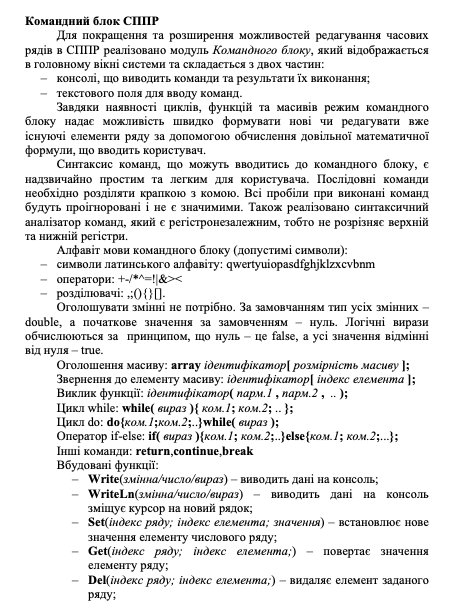 Командний блок СППР
Для покращення та розширення можливостей редагування часових
рядів в СППР реалізовано модуль Командного блоку, який відображається
в головному вікні системи та складається з двох частин:
– консолі, що виводить команди та результати їх виконання;
– текстового поля для вводу команд.
Завдяки наявності циклів, функцій та масивів режим командного
блоку надає можливість швидко формувати нові чи редагувати вже
існуючі елементи ряду за допомогою обчислення довільної математичної
формули, що вводить користувач.
Синтаксис команд, що можуть вводитись до командного блоку, є
надзвичайно простим та легким для користувача. Послідовні команди
необхідно розділяти крапкою з комою. Всі пробіли при виконані команд
будуть проігноровані і не є значимими. Також реалізовано синтаксичний
аналізатор команд, який є регістронезалежним, тобто не розрізняє верхній
та нижній регістри.
Алфавіт мови командного блоку (допустимі символи):
– символи латинського алфавіту: qwertyuiopasdfghjklzxcvbnm
– оператори: +-/*^=!|&><
– розділювачі: ,;(){}[].
Оголошувати змінні не потрібно. За замовчанням тип усіх змінних –
double, а початкове значення за замовченням – нуль. Логічні вирази
обчислюються за принципом, що нуль – це false, а усі значення відмінні
від нуля – true.
Оголошення масиву: array ідентифікатор[ розмірність масиву ];
Звернення до елементу масиву: ідентифікатор[ індекс елемента ];
Виклик функції: ідентифікатор( парм.1 , парм.2 , .. );
Цикл while: while( вираз ){ ком.1; ком.2; .. };
Цикл do: do{ком.1;ком.2;..}while( вираз );
Оператор if-else: if( вираз ){ком.1; ком.2;..}else{ком.1; ком.2;...};
Інші команди: return,continue,break
Вбудовані функції:
– Write(змінна/число/вираз) – виводить дані на консоль;
– WriteLn(змінна/число/вираз) – виводить дані на консоль
зміщує курсор на новий рядок;
– Set(індекс ряду; індекс елемента; значення) – встановлює нове
значення елементу числового ряду;
– Get(індекс ряду; індекс елемента;) – повертає значення
елементу ряду;
– Del(індекс ряду; індекс елемента;) – видаляє елемент заданого
ряду;